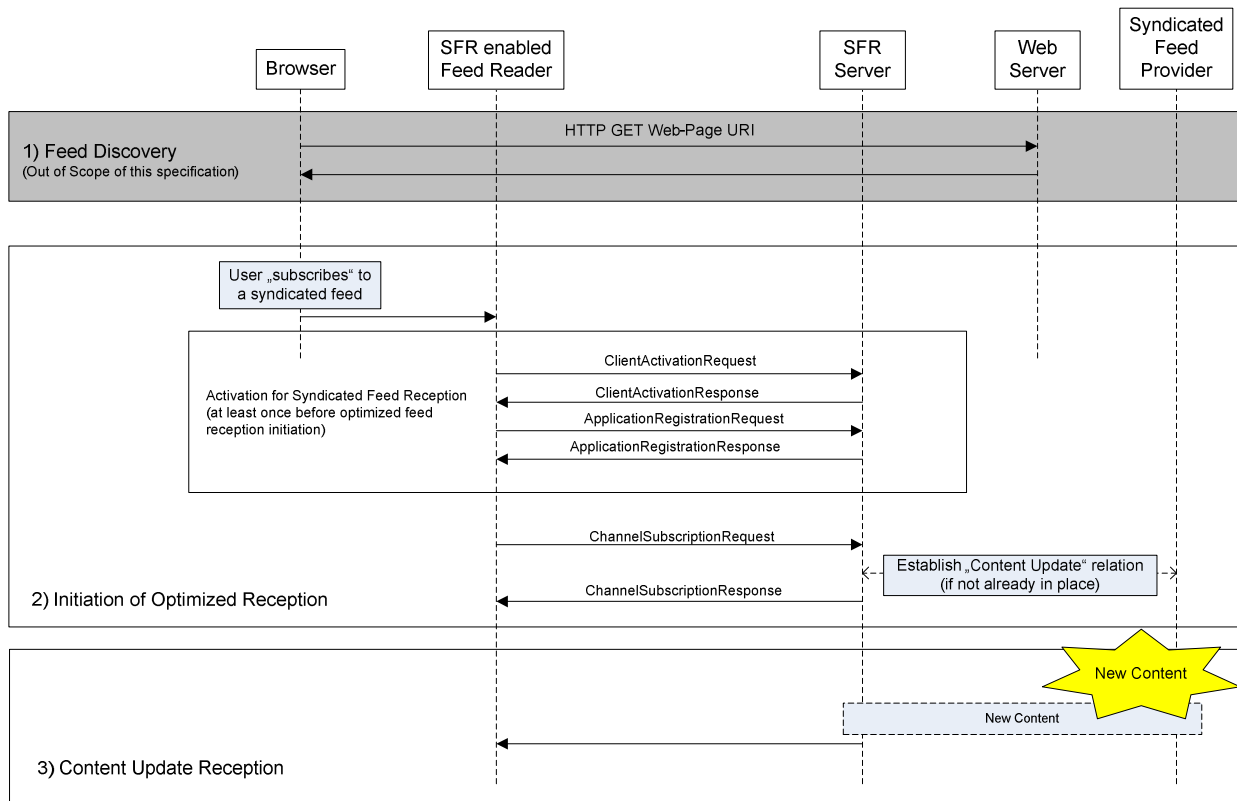 Browser
SFR enabled
Feed Reader
SFR
Server
Web
Server
Syndicated
Feed
Provider
HTTP GET Web-Page URI
1) Feed Discovery
(Out of Scope of this specification)
User „subscribes“ to
a syndicated feed
ClientActivationRequest
Activation for Syndicated Feed Reception
(at least once before optimized feed
reception initiation)
ClientActivationResponse
ApplicationRegistrationRequest
ApplicationRegistrationResponse
ChannelSubscriptionRequest
Establish „Content Update“ relation
(if not already in place)
ChannelSubscriptionResponse
2) Initiation of Optimized Reception
New Content
New Content
3) Content Update Reception